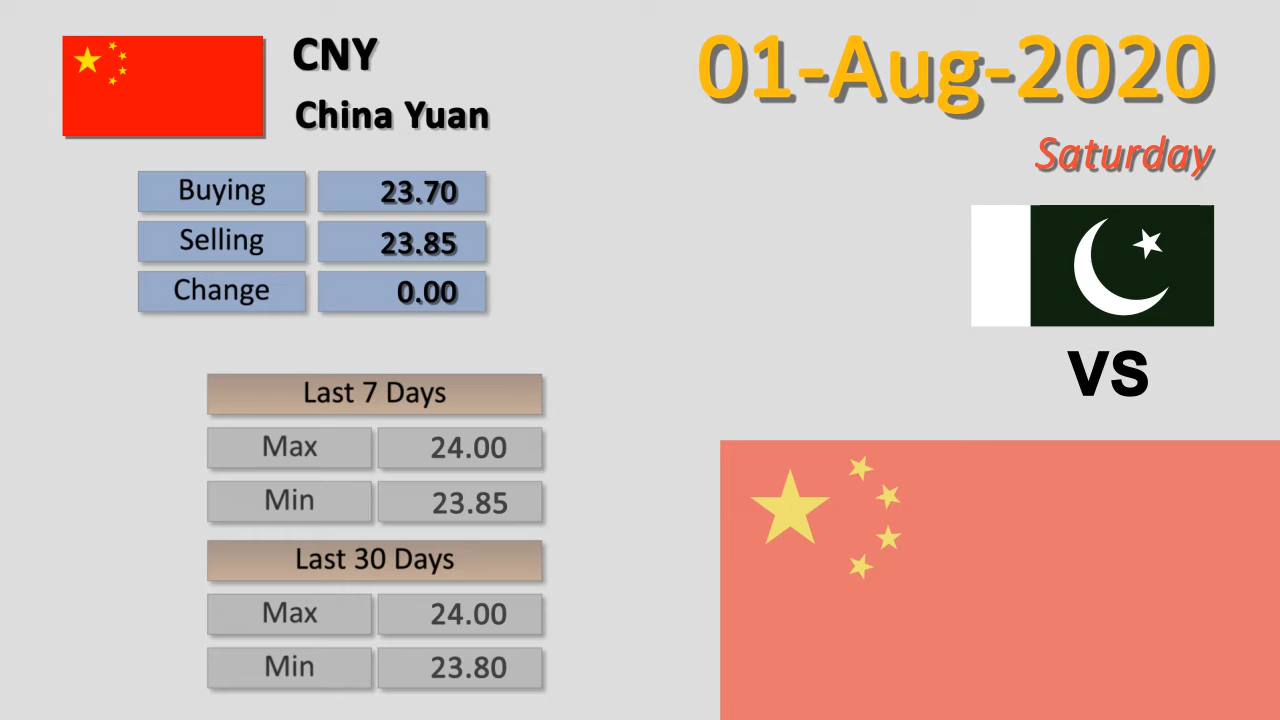 CNY
China Yuan
01-Aug-2020
Saturday
Buying 23.70
Selling 23.85
Change 0.00
VS
Last 7 Days
Max 24.00
Min 23.85
Last 30 Days
Max 24.00
Min 23.80